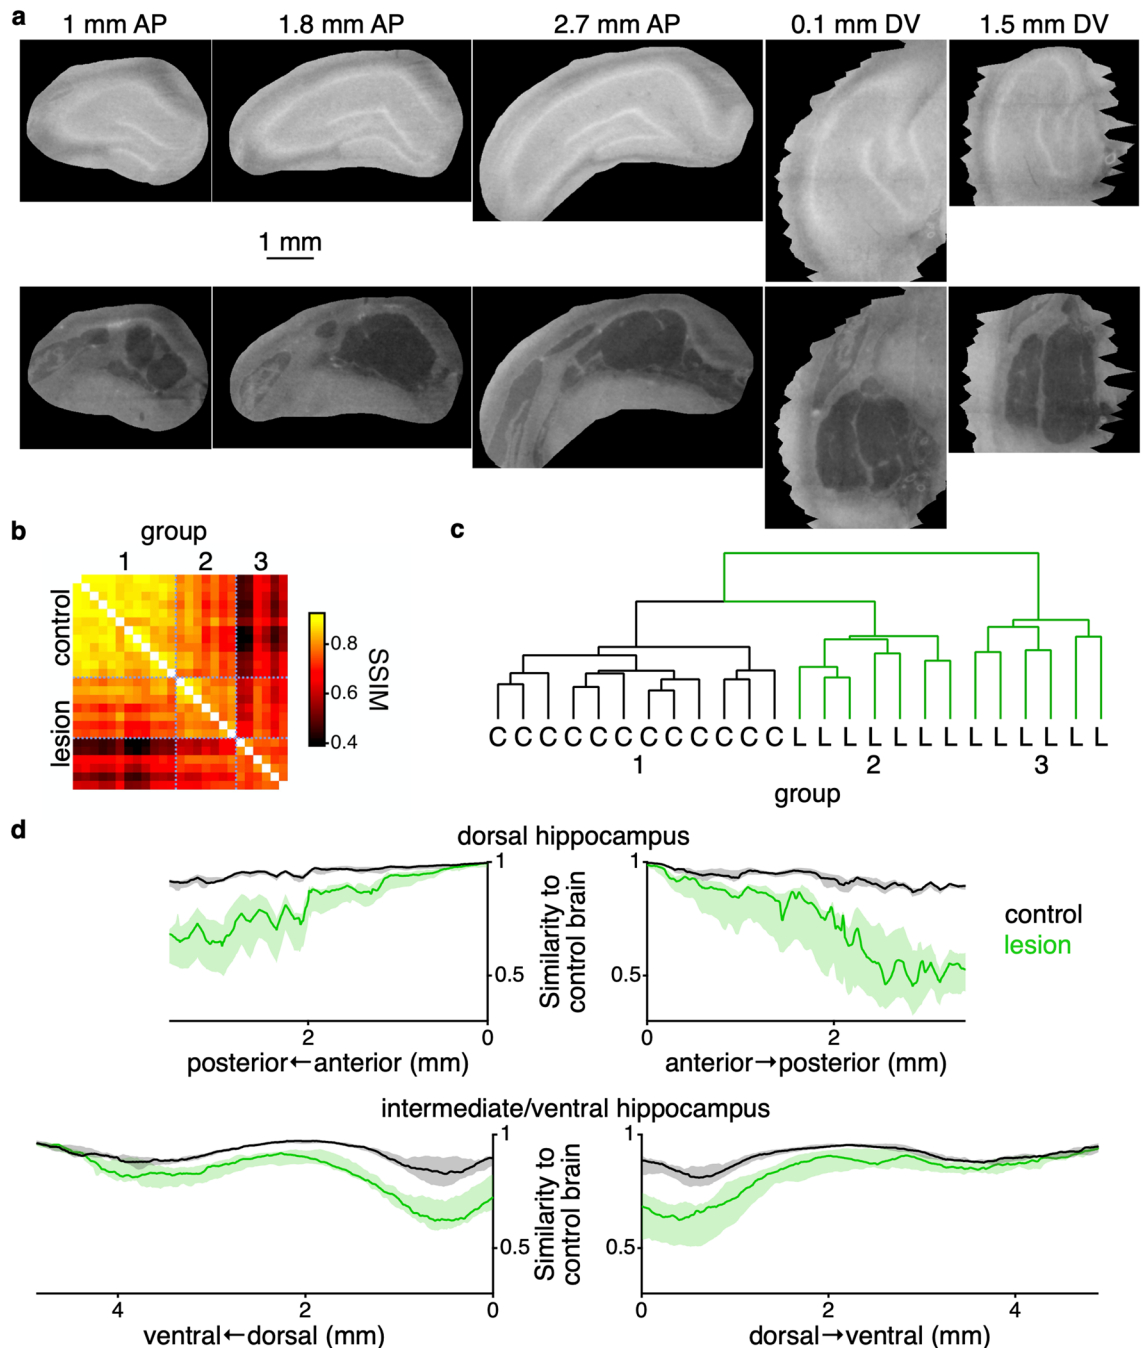 a
1 mm AP 1.8 mm AP 2.7 mm AP 0.1 mm DV 1.5 mm DV
1 mm
b
group
1 2 3
control
lesion
0.8
0.6
0.4
SSIM
c
C C C C C C C C C C C C L L L L L L L L L L L L L
1 2 3
group
d
dorsal hippocampus
1
0.5
Similarity to
control brain
1
0.5
2 0
posterior←anterior (mm)
0 2
anterior→posterior (mm)
control
lesion
intermediate/ventral hippocampus
1
0.5
Similarity to
control brain
1
0.5
4 2 0
ventral←dorsal (mm)
0 2 4
dorsal→ventral (mm)